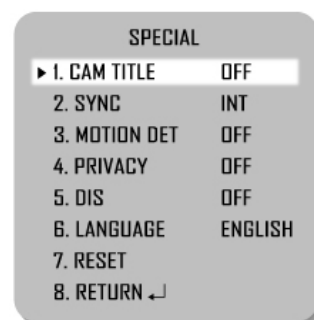 SPECIAL
▶ 1. CAM TITLE OFF
2. SYNC INT
3. MOTION DET OFF
4. PRIVACY OFF
5. DIS OFF
6. LANGUAGE ENGLISH
7. RESET
8. RETURN ↲